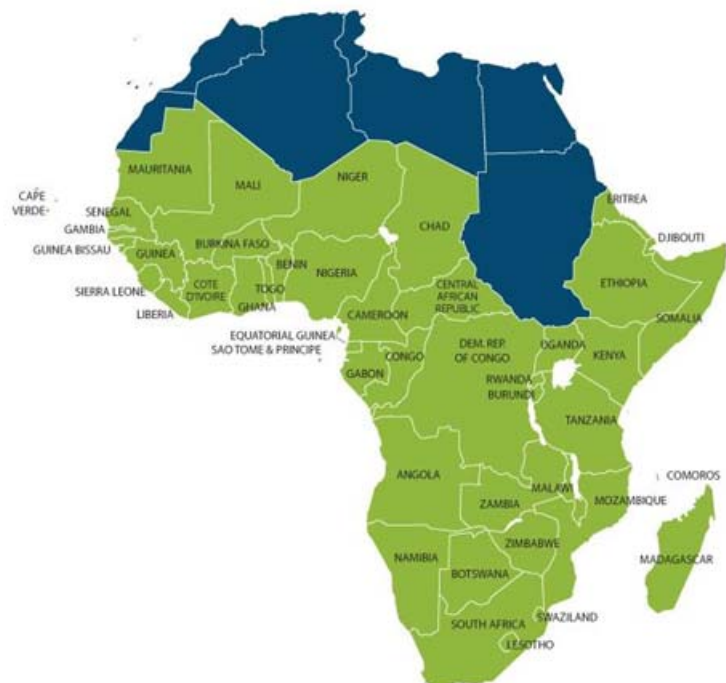 MAURITANIA
MALI
NIGER
CHAD
ERITREA
CAPE
VERDE
SENEGAL
GAMBIA
GUINEA BISSAU
GUINEA
BURKINA FASO
BENIN
NIGERIA
DJIBOUTI
ETHIOPIA
SOMALIA
SIERRA LEONE
LIBERIA
COTE
D'IVOIRE
GHANA
TOGO
CAMEROON
CENTRAL
AFRICAN
REPUBLIC
EQUATORIAL GUINEA
SAO TOME & PRINCIPE
GABON
CONGO
DEM. REP.
OF CONGO
UGANDA
KENYA
RWANDA
BURUNDI
TANZANIA
ANGOLA
ZAMBIA
MALAWI
MOZAMBIQUE
COMOROS
MADAGASCAR
NAMIBIA
ZIMBABWE
BOTSWANA
SOUTH AFRICA
SWAZILAND
LESOTHO